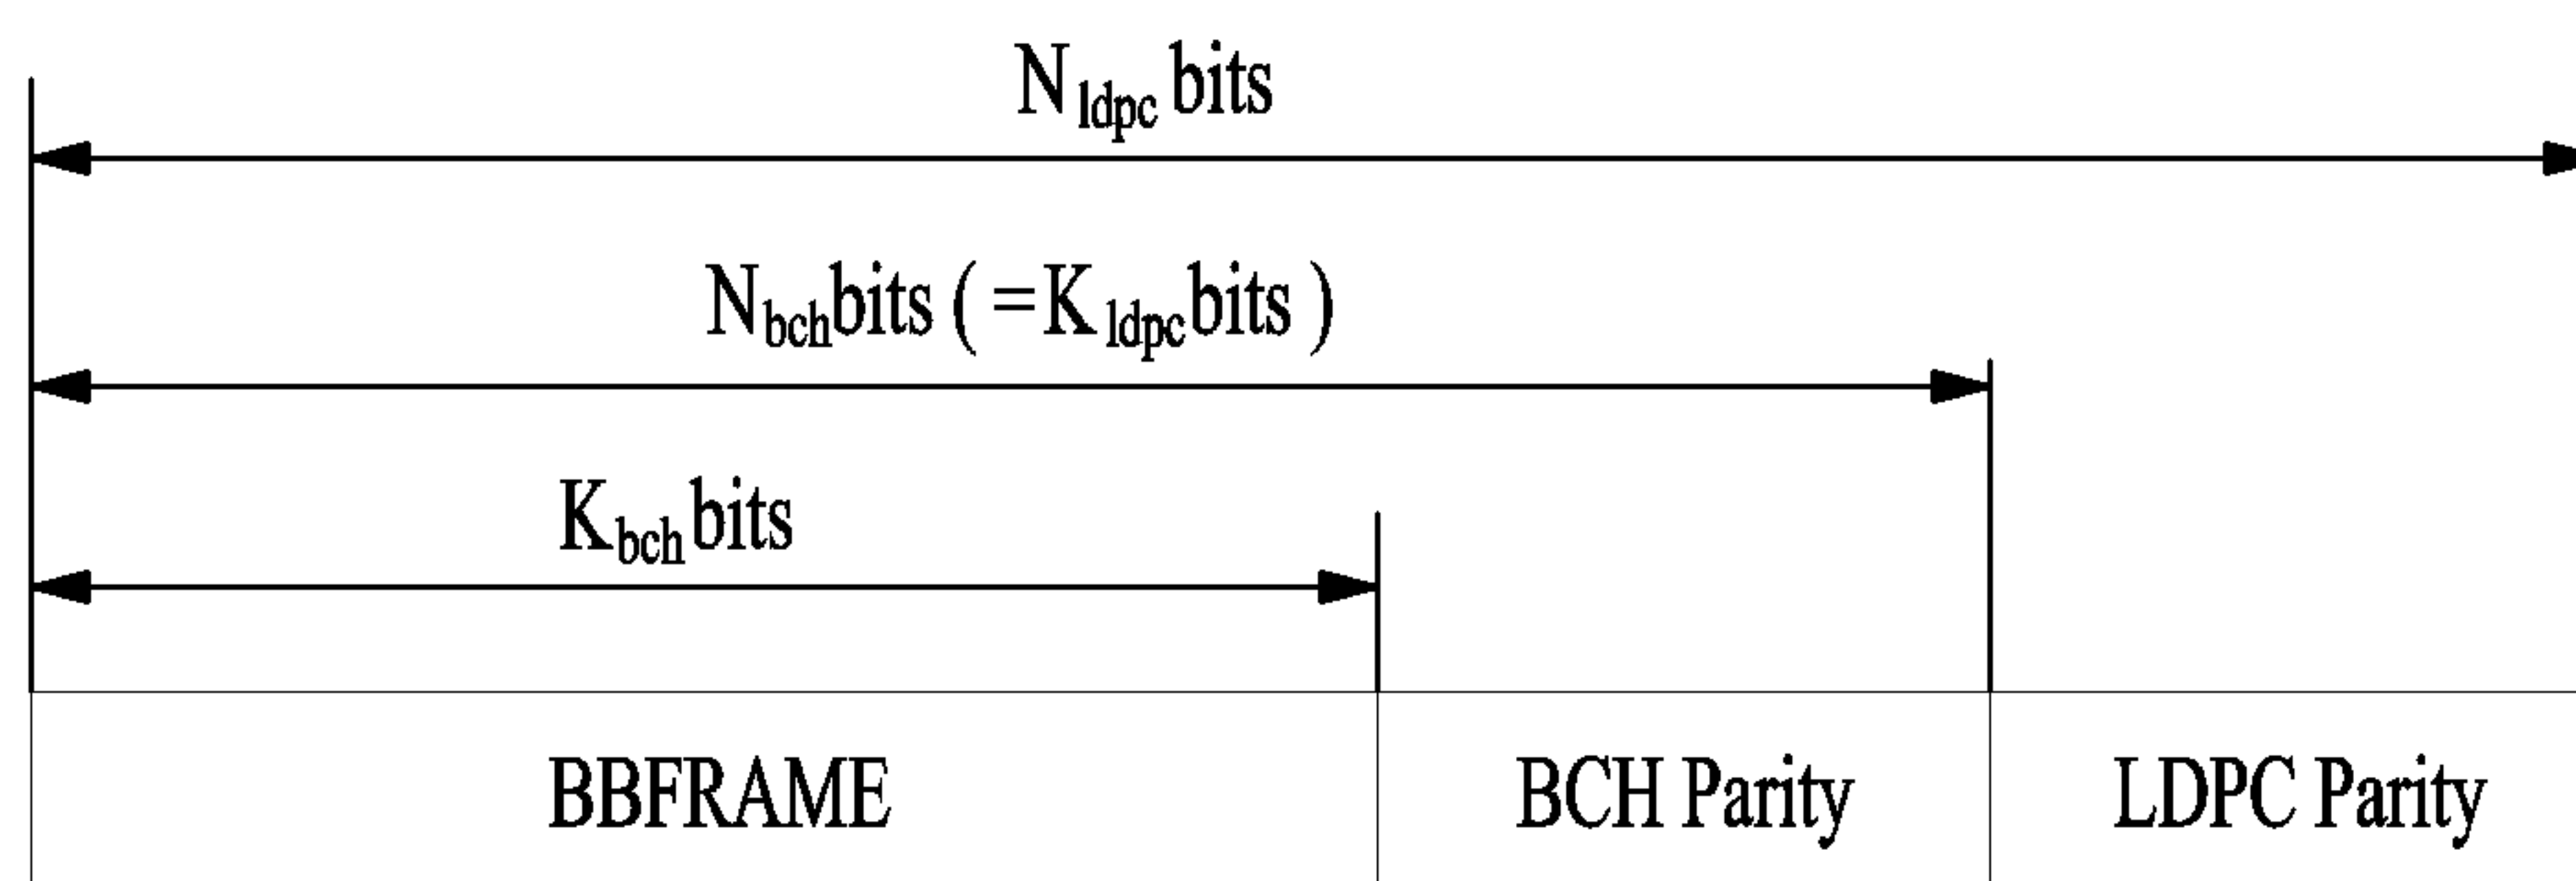 N ldpc bits
N bch bits ( = K ldpc bits )
K bch bits
BBFRAME BCH Parity LDPC Parity